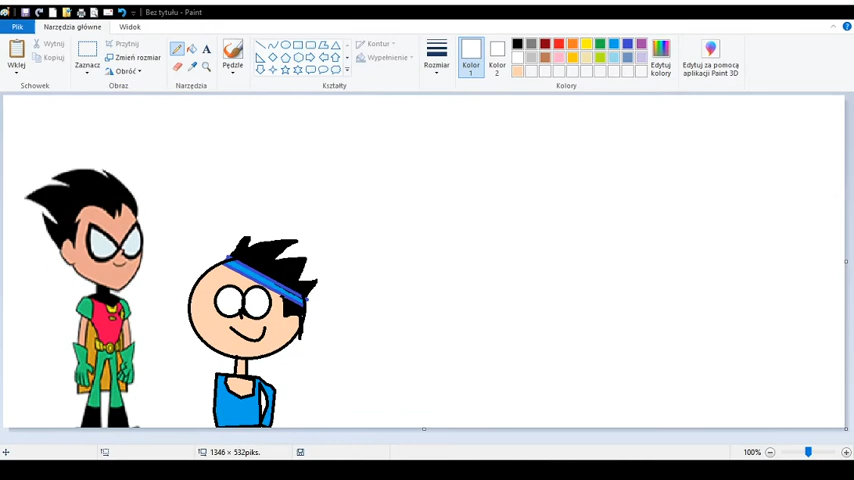 Bez tytułu - Paint
Plik
Narzędzia główne
Widok
Wklej
Wytnij
Kopiuj
Schowek
Zaznacz
Przytnij
Zmień rozmiar
Obróć
Obraz
A
Narzędzia
Pędzle
Kontur
Wypełnienie
Kształty
Rozmiar
Kolor
1
Kolor
2
Edytuj
kolory
Kolory
Edytuj za pomocą
aplikacji Paint 3D
1346 × 532piks.
100%